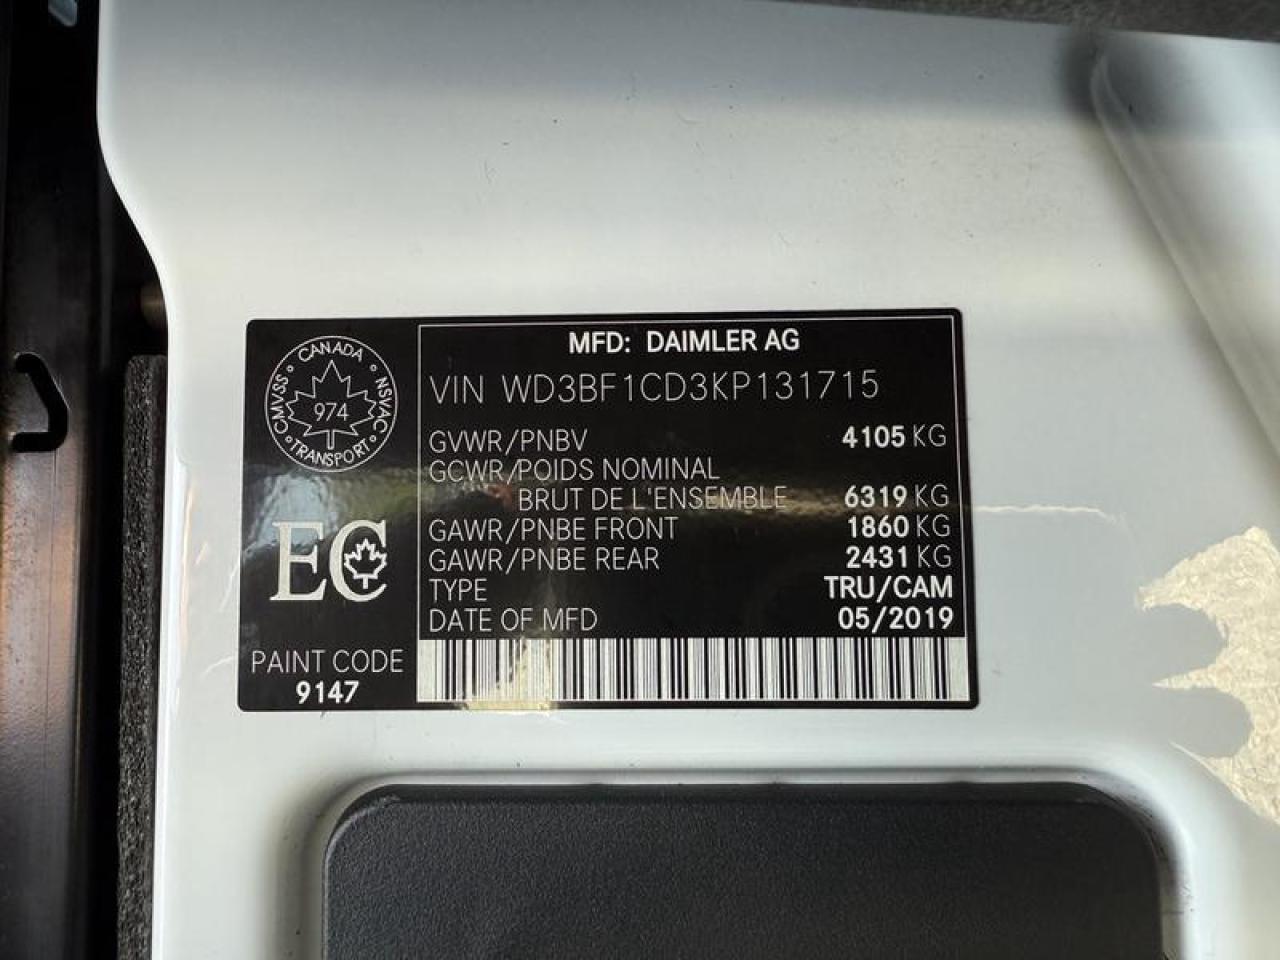 CANADA
CMVSS
974
NSVAC
TRANSPORT
EC
PAINT CODE
9147
MFD: DAIMLER AG
VIN WD3BF1CD3KP131715
GVWR/PNBV 4105 KG
GCWR/POIDS NOMINAL
BRUT DE L'ENSEMBLE 6319 KG
GAWR/PNBE FRONT 1860 KG
GAWR/PNBE REAR 2431 KG
TYPE TRU/CAM
DATE OF MFD 05/2019